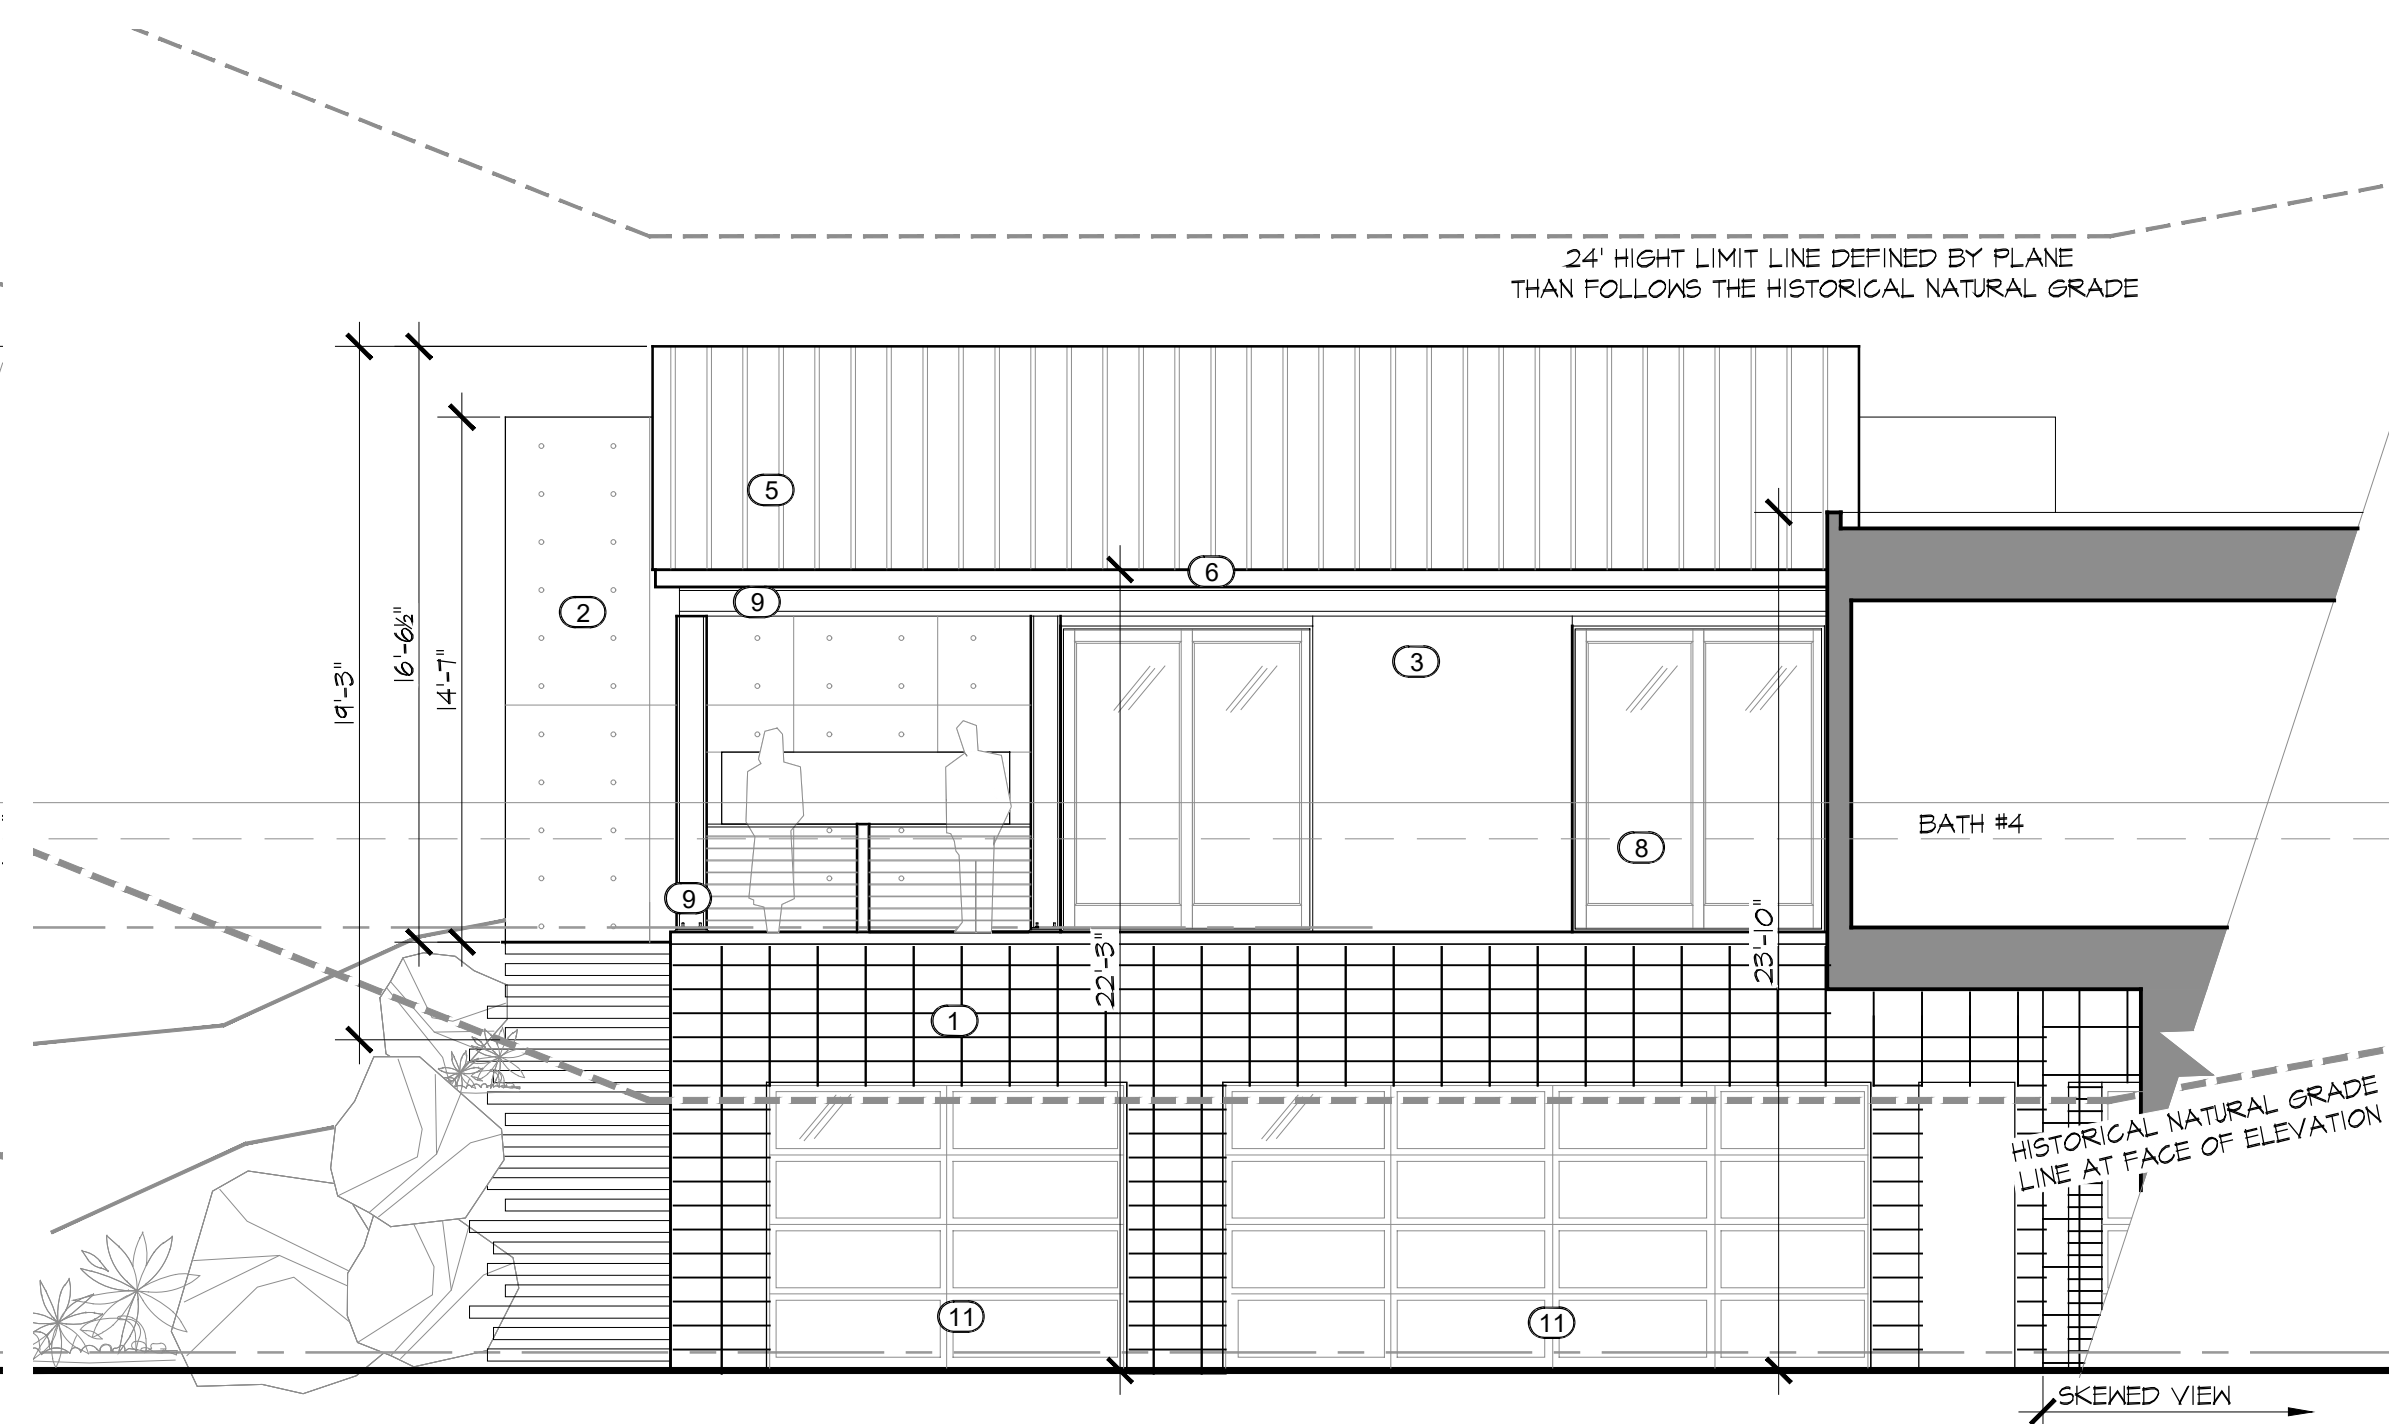 24' HIGHT LIMIT LINE DEFINED BY PLANE
THAN FOLLOWS THE HISTORICAL NATURAL GRADE
5
6
9
2
3
16'-6½"
19'-3"
14'-7"
BATH #4
8
9
23'-10"
22'-3"
1
HISTORICAL NATURAL GRADE
LINE AT FACE OF ELEVATION
11
11
SKEWED VIEW